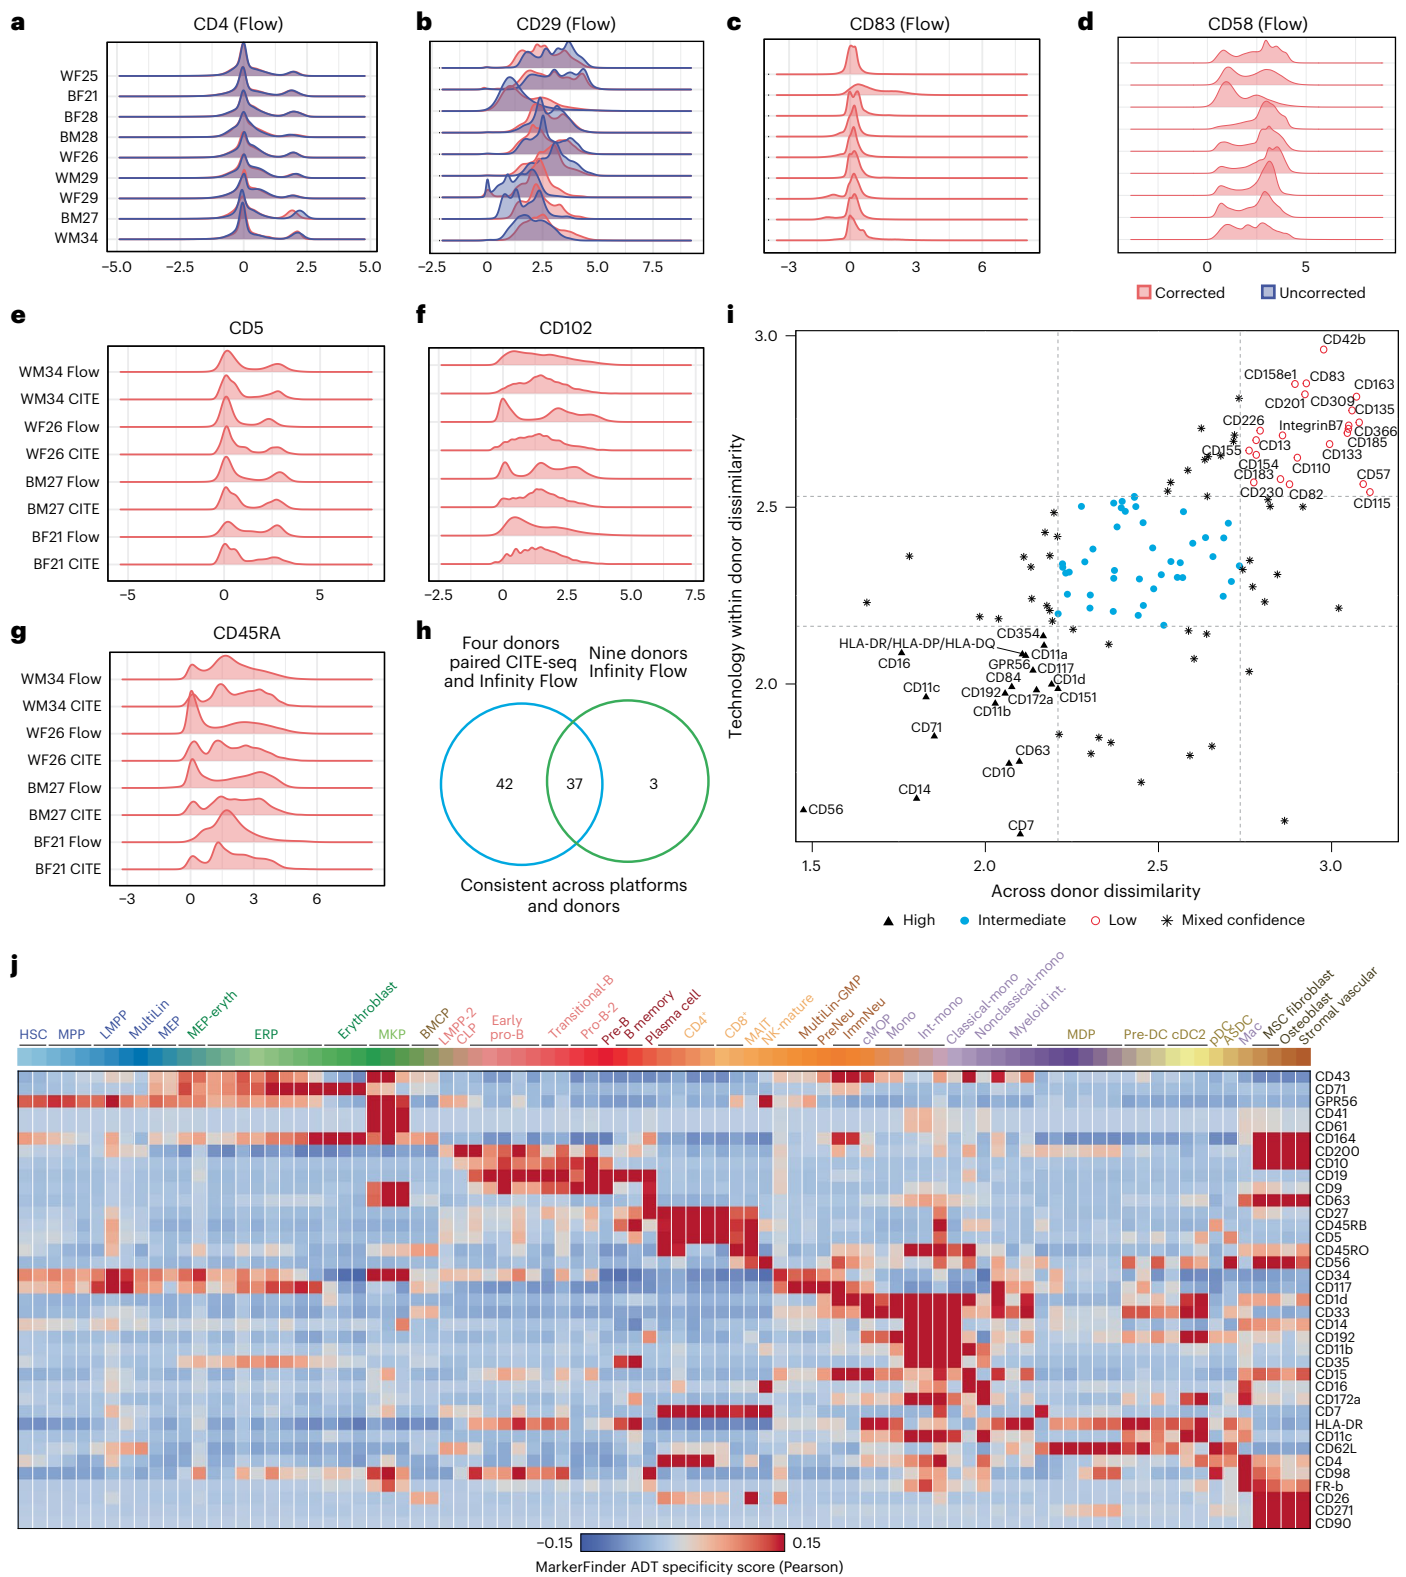 a
CD4 (Flow)
b
CD29 (Flow)
c
CD83 (Flow)
d
CD58 (Flow)
WF25
BF21
BF28
BM28
WF26
WM29
WF29
BM27
WM34
−5.0 −2.5 0 2.5 5.0
−2.5 0 2.5 5.0 7.5
−3 0 3 6
0 5
Corrected
Uncorrected
e
CD5
WM34 Flow
WM34 CITE
WF26 Flow
WF26 CITE
BM27 Flow
BM27 CITE
BF21 Flow
BF21 CITE
−5 0 5
f
CD102
−2.5 0 2.5 5.0 7.5
g
CD45RA
WM34 Flow
WM34 CITE
WF26 Flow
WF26 CITE
BM27 Flow
BM27 CITE
BF21 Flow
BF21 CITE
−3 0 3 6
h
Four donors
paired CITE-seq
and Infinity Flow
Nine donors
Infinity Flow
42 37 3
Consistent across platforms
and donors
i
Technology within donor dissimilarity
3.0
2.5
2.0
CD42b
CD158e1
CD83
CD163
CD201
CD309
CD135
CD226
IntegrinB7
CD366
CD155
CD13
CD185
CD133
CD154
CD110
CD183
CD57
CD230
CD82
CD115
CD354
HLA-DR/HLA-DP/HLA-DQ
CD11a
CD16
GPR56
CD117
CD84
CD1d
CD11c
CD192
CD172a
CD151
CD11b
CD71
CD63
CD10
CD14
CD56
CD7
1.5 2.0 2.5 3.0
Across donor dissimilarity
High
Intermediate
Low
Mixed confidence
j
HSC
MPP
LMPP
MultiLin
MEP
MEP-eryth
ERP
Erythroblast
MKP
BMCP
LMPP-2
CLP
Early
pro-B
Transitional-B
Pro-B-2
Pre-B
B memory
Plasma cell
CD4⁺
CD8⁺
MAIT
NK mature
MultiLin-GMP
PreNeu
ImmNeu
cMOP
Mono
Int-mono
Classical-mono
Nonclassical-mono
Myeloid int.
MDP
Pre-DC
cDC2
pDC
ASDC
Mac
MSC fibroblast
Osteoblast
Stromal vascular
CD43
CD71
GPR56
CD41
CD61
CD164
CD200
CD10
CD19
CD9
CD63
CD27
CD45RB
CD5
CD45RO
CD56
CD34
CD117
CD1d
CD33
CD14
CD192
CD11b
CD35
CD15
CD16
CD172a
CD7
HLA-DR
CD11c
CD62L
CD4
CD98
FR-b
CD26
CD271
CD90
−0.15 0.15
MarkerFinder ADT specificity score (Pearson)